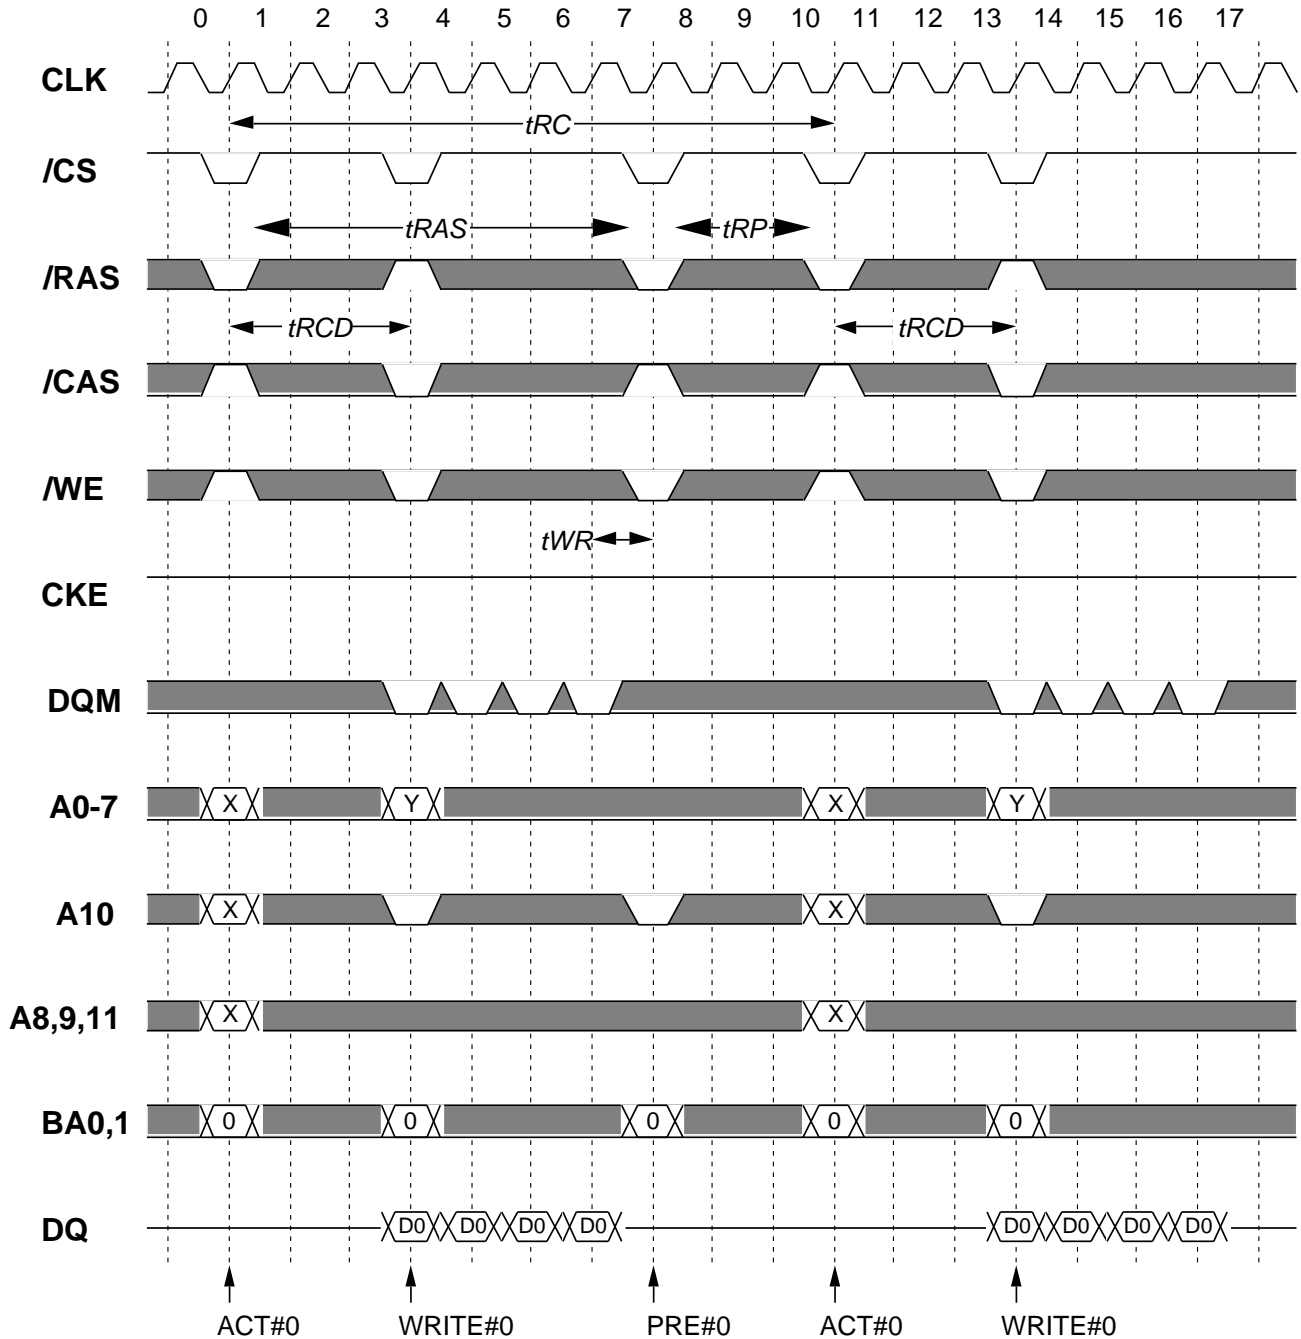 0 1 2 3 4 5 6 7 8 9 10 11 12 13 14 15 16 17
CLK
tRC
/CS
tRAS tRP
/RAS
tRCD tRCD
/CAS
/WE
tWR
CKE
DQM
A0-7 X Y X Y
A10 X X
A8,9,11 X X
BA0,1 0 0 0 0 0
DQ D0 D0 D0 D0 D0 D0 D0 D0
ACT#0 WRITE#0 PRE#0 ACT#0 WRITE#0